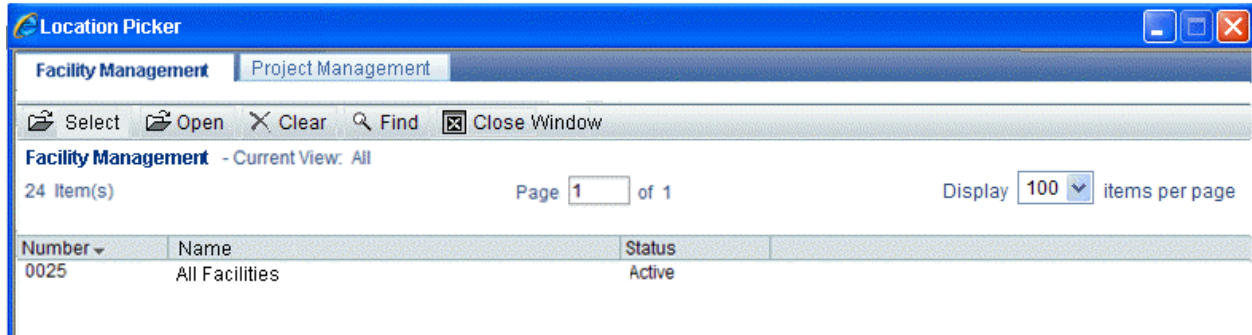 Location Picker
Facility Management Project Management
Select Open Clear Find Close Window
Facility Management - Current View: All
24 Item(s) Page 1 of 1 Display 100 items per page
Number Name Status
0025 All Facilities Active